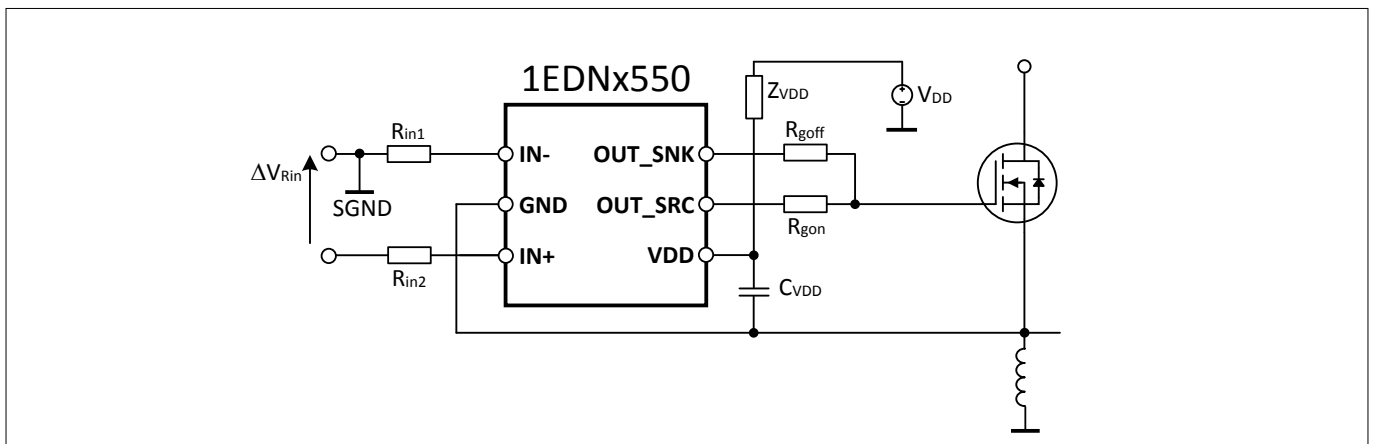 1EDNx550
ZVDD
VDD
Rin1
Rgoff
IN-
OUT_SNK
ΔVRin
SGND
GND
OUT_SRC
Rgon
IN+
VDD
Rin2
CVDD